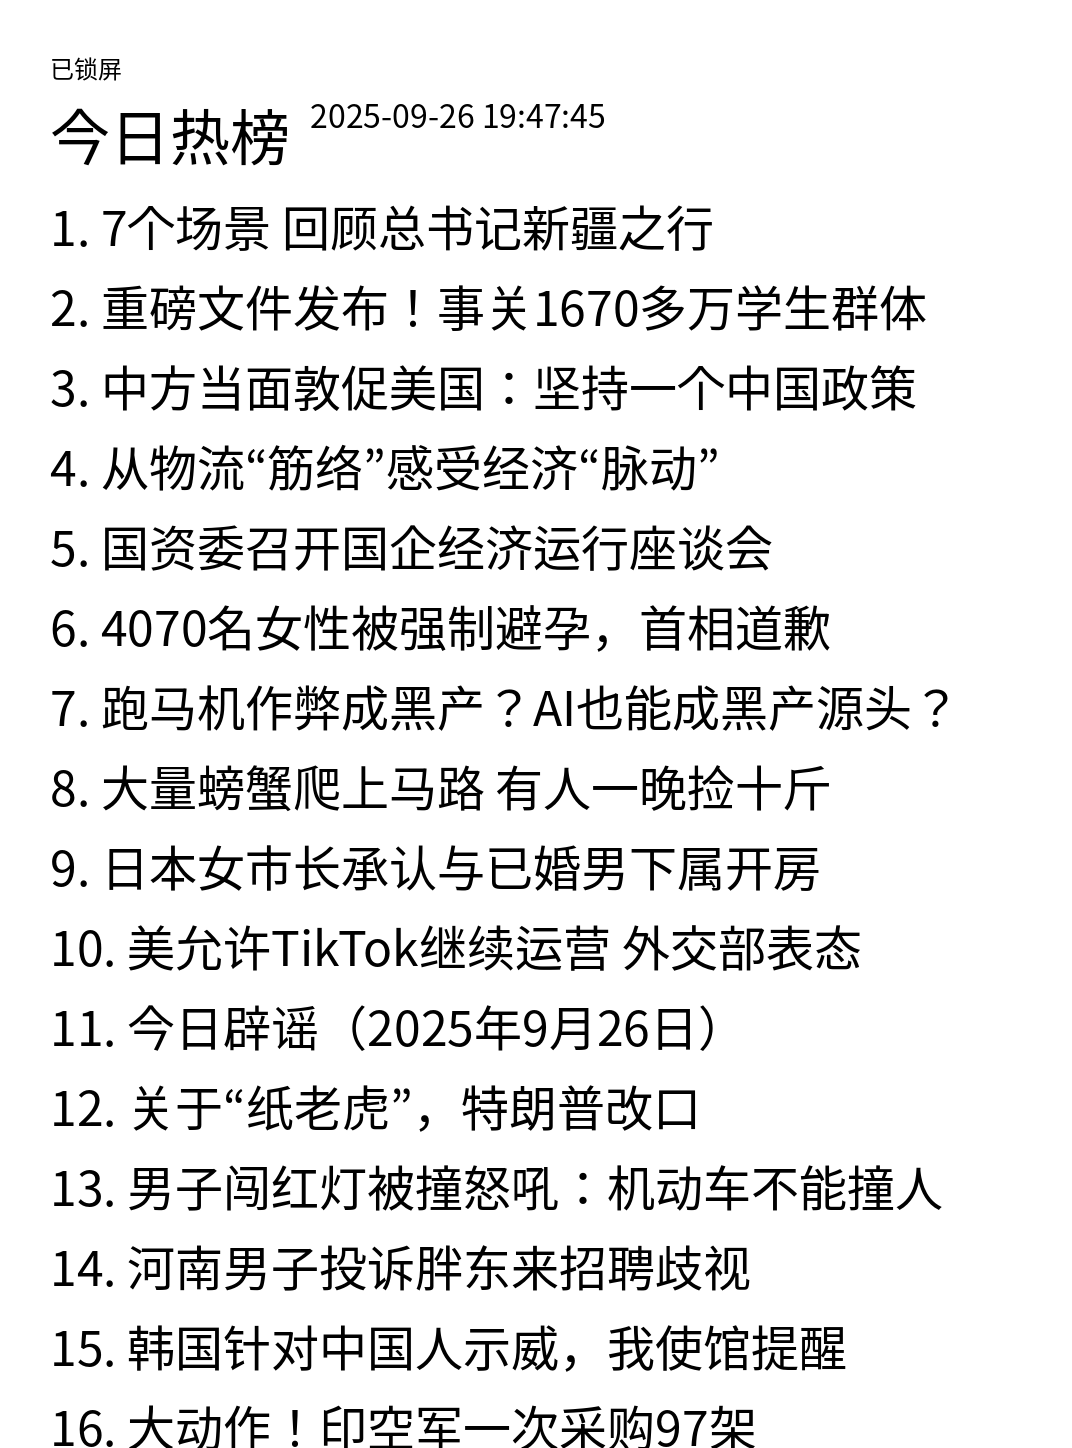 已锁屏
今日热榜 2025-09-26 19:47:45
1. 7个场景 回顾总书记新疆之行
2. 重磅文件发布！事关1670多万学生群体
3. 中方当面敦促美国：坚持一个中国政策
4. 从物流“筋络”感受经济“脉动”
5. 国资委召开国企经济运行座谈会
6. 4070名女性被强制避孕，首相道歉
7. 跑马机作弊成黑产？AI也能成黑产源头？
8. 大量螃蟹爬上马路 有人一晚捡十斤
9. 日本女市长承认与已婚男下属开房
10. 美允许TikTok继续运营 外交部表态
11. 今日辟谣（2025年9月26日）
12. 关于“纸老虎”，特朗普改口
13. 男子闯红灯被撞怒吼：机动车不能撞人
14. 河南男子投诉胖东来招聘歧视
15. 韩国针对中国人示威，我使馆提醒
16. 大动作！印空军一次采购97架